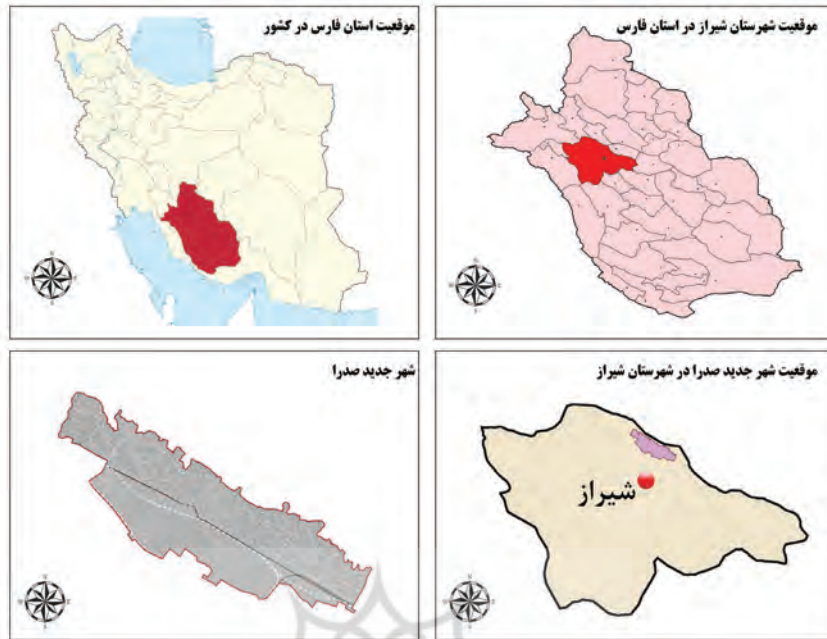 موقعیت استان فارس در کشور
موقعیت شهرستان شیراز در استان فارس
شهر جدید صدرا
موقعیت شهر جدید صدرا در شهرستان شیراز
شیراز